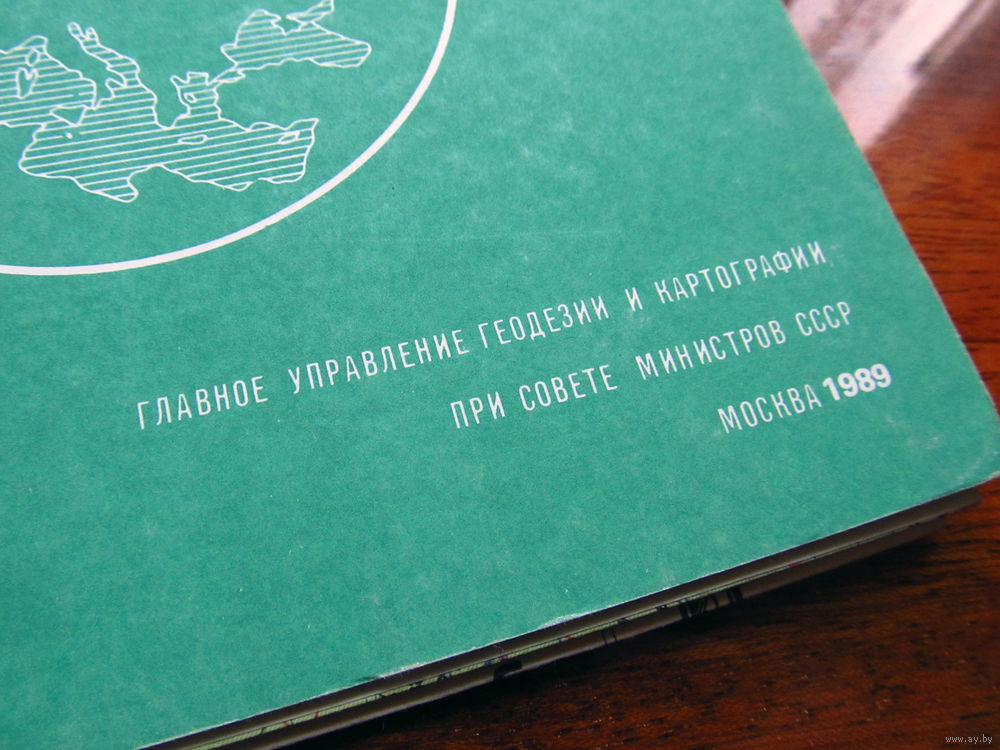 ГЛАВНОЕ УПРАВЛЕНИЕ ГЕОДЕЗИИ И КАРТОГРАФИИ
ПРИ СОВЕТЕ МИНИСТРОВ СССР
МОСКВА 1989
www.ay.by